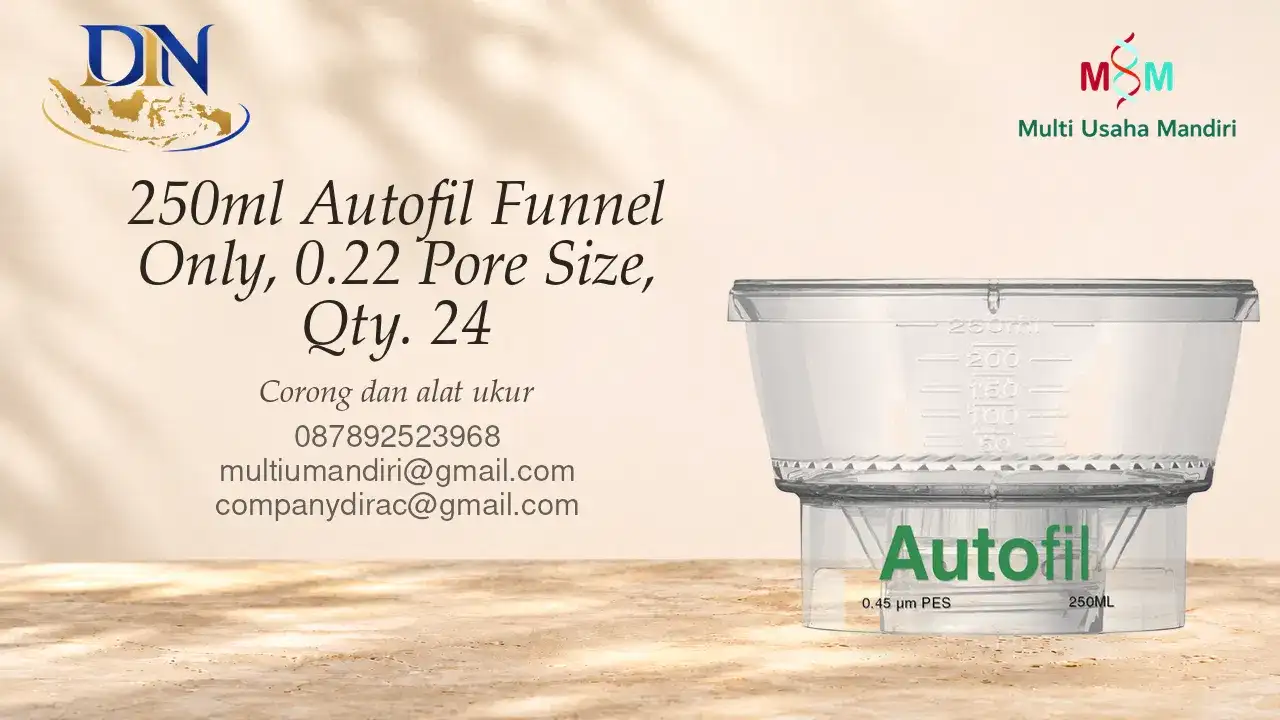 DIN
MSM
Multi Usaha Mandiri
250ml Autofil Funnel
Only, 0.22 Pore Size,
Qty. 24
Corong dan alat ukur
087892523968
multiumandiri@gmail.com
companydirac@gmail.com
250ml
200
150
100
50
Autofil
0.45 µm PES 250ML